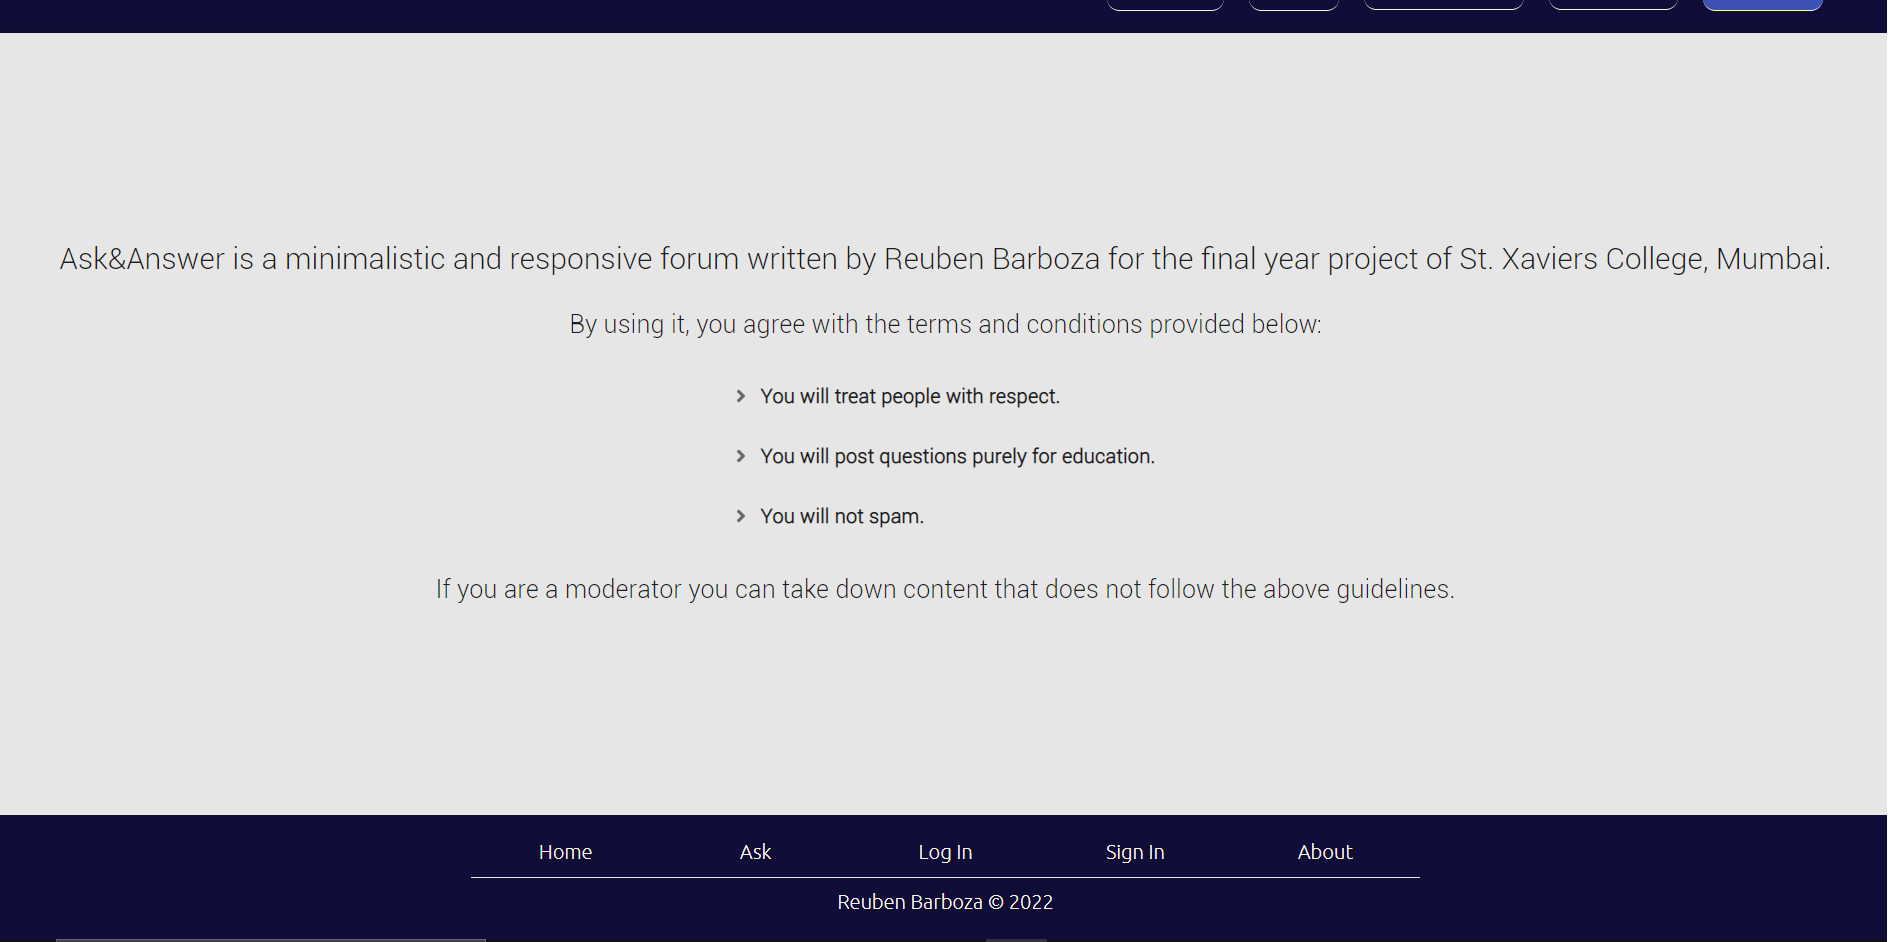 Ask&Answer is a minimalistic and responsive forum written by Reuben Barboza for the final year project of St. Xaviers College, Mumbai.
By using it, you agree with the terms and conditions provided below:
You will treat people with respect.
You will post questions purely for education.
You will not spam.
If you are a moderator you can take down content that does not follow the above guidelines.
Home Ask Log In Sign In About
Reuben Barboza © 2022